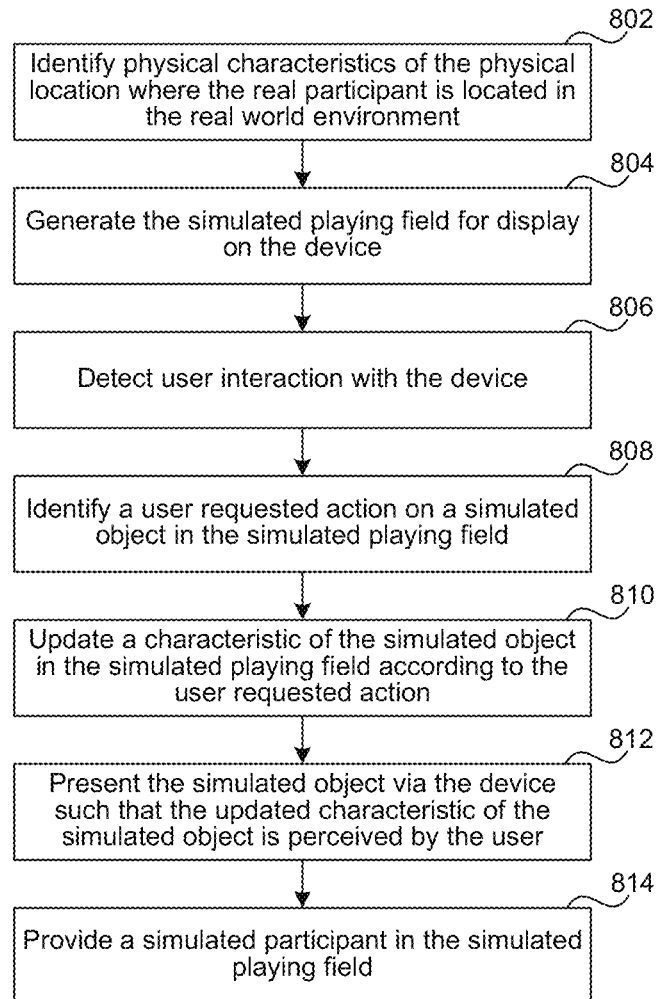 802
Identify physical characteristics of the physical
location where the real participant is located in
the real world environment
804
Generate the simulated playing field for display
on the device
806
Detect user interaction with the device
808
Identify a user requested action on a simulated
object in the simulated playing field
810
Update a characteristic of the simulated object
in the simulated playing field according to the
user requested action
812
Present the simulated object via the device
such that the updated characteristic of the
simulated object is perceived by the user
814
Provide a simulated participant in the simulated
playing field